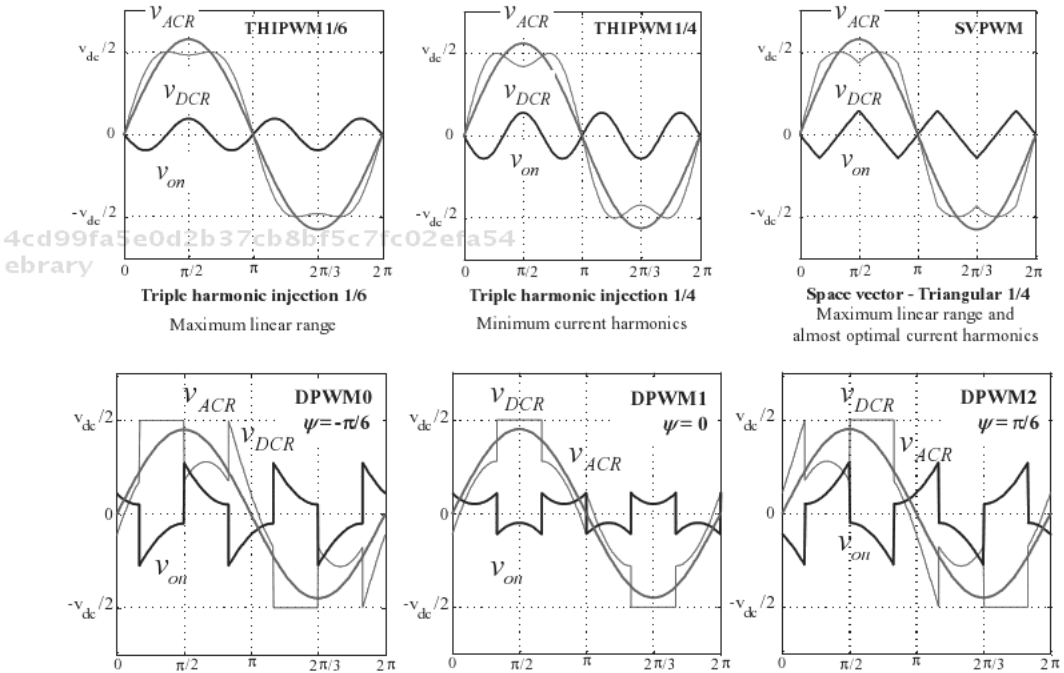 v_ACR THIPWM1/6
v_dc/2
v_DCR
0
v_on
-v_dc/2
0 π/2 π 2π/3 2π
Triple harmonic injection 1/6
Maximum linear range
v_ACR THIPWM1/4
v_dc/2
v_DCR
0
v_on
-v_dc/2
0 π/2 π 2π/3 2π
Triple harmonic injection 1/4
Minimum current harmonics
v_ACR SVPWM
v_dc/2
v_DCR
0
v_on
-v_dc/2
0 π/2 π 2π/3 2π
Space vector - Triangular 1/4
Maximum linear range and
almost optimal current harmonics
4cd99fa5e0d2b37cb8bf5c7fc02efa54
ebrary
DPWM0
v_dc/2 v_ACR ψ=-π/6
v_DCR
0
v_on
-v_dc/2
0 π/2 π 2π/3 2π
v_DCR DPWM1
v_dc/2 ψ= 0
v_ACR
0
v_on
-v_dc/2
0 π/2 π 2π/3 2π
v_DCR DPWM2
v_dc/2 ψ= π/6
v_ACR
0
v_on
-v_dc/2
0 π/2 π 2π/3 2π